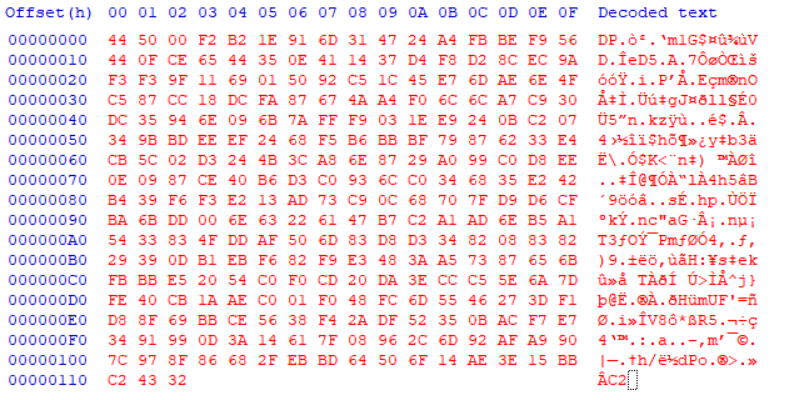 Offset(h) 00 01 02 03 04 05 06 07 08 09 0A 0B 0C 0D 0E 0F Decoded text
00000000 44 50 00 F2 B2 1E 91 6D 31 47 24 A4 FB BE F9 56 DP.ò².‘m1G$¤û¾ùV
00000010 44 0F CE 65 44 35 0E 41 14 37 D4 F8 D2 8C EC 9A D.ÎeD5.A.7ÔøÒŒìš
00000020 F3 F3 9F 11 69 01 50 92 C5 1C 45 E7 6D AE 6E 4F óóŸ.i.P’Å.Eçm®nO
00000030 C5 87 CC 18 DC FA 87 67 4A A4 F0 6C 6C A7 C9 30 Å‡Ì.Üú‡gJ¤ðll§É0
00000040 DC 35 94 6E 09 6B 7A FF F9 03 1E E9 24 0B C2 07 Ü5”n.kzÿù..é$.Â.
00000050 34 9B BD EE EF 24 68 F5 B6 BB BF 79 87 62 33 E4 4›½îï$hõ¶»¿y‡b3ä
00000060 CB 5C 02 D3 24 4B 3C A8 6E 87 29 A0 99 C0 D8 EE Ë\.Ó$K<¨n‡) ™ÀØî
00000070 0E 09 87 CE 40 B6 D3 C0 93 6C C0 34 68 35 E2 42 ..‡Î@¶ÓÀ“lÀ4h5âB
00000080 B4 39 F6 F3 E2 13 AD 73 C9 0C 68 70 7F D9 D6 CF ´9öóâ..sÉ.hp.ÙÖÏ
00000090 BA 6B DD 00 6E 63 22 61 47 B7 C2 A1 AD 6E B5 A1 ºkÝ.nc"aG·Â¡.nµ¡
000000A0 54 33 83 4F DD AF 50 6D 83 D8 D3 34 82 08 83 82 T3ƒOÝ¯PmƒØÓ4‚.ƒ‚
000000B0 29 39 0D B1 EB F6 82 F9 E3 48 3A A5 73 87 65 6B )9.±ëö‚ùãH:¥s‡ek
000000C0 FB BB E5 20 54 C0 F0 CD 20 DA 3E CC C5 5E 6A 7D û»å TÀðÍ Ú>ÌÅ^j}
000000D0 FE 40 CB 1A AE C0 01 F0 48 FC 6D 55 46 27 3D F1 þ@Ë.®À.ðHümUF'=ñ
000000E0 D8 8F 69 BB CE 56 38 F4 2A DF 52 35 0B AC F7 E7 Ø.i»ÎV8ô*ßR5.¬÷ç
000000F0 34 91 99 0D 3A 14 61 7F 08 96 2C 6D 92 AF A9 90 4‘™.:.a..–,m’¯©.
00000100 7C 97 8F 86 68 2F EB BD 64 50 6F 14 AE 3E 15 BB |—.†h/ë½dPo.®>.»
00000110 C2 43 32 ÂC2